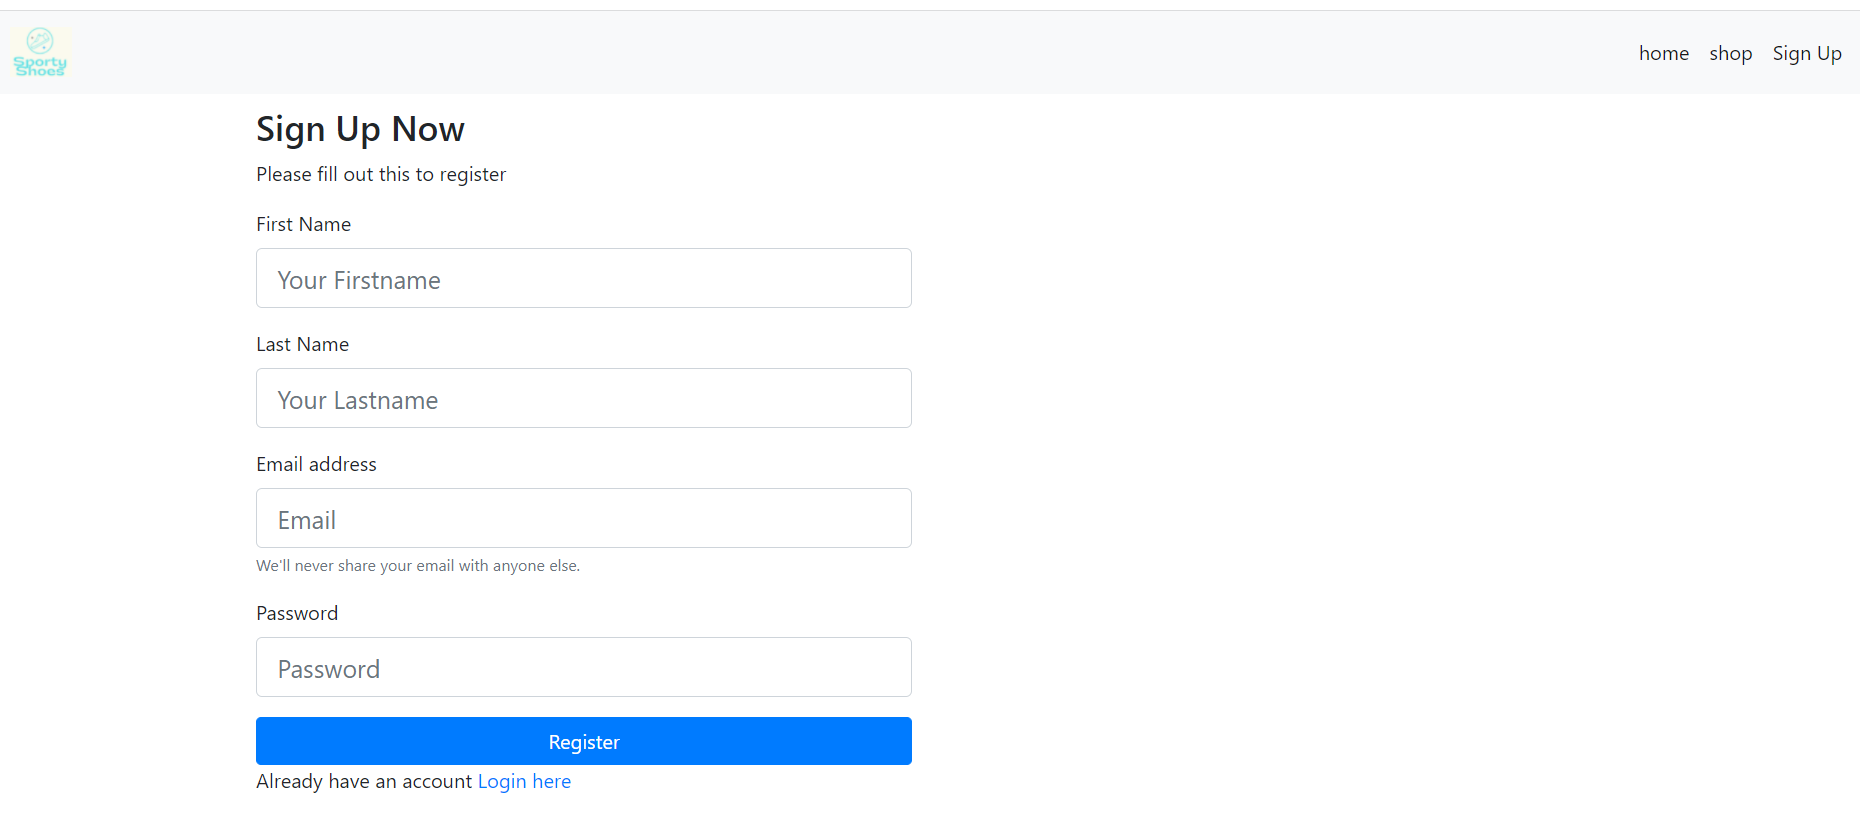 Sporty
Shoes
home shop Sign Up
Sign Up Now
Please fill out this to register
First Name
Your Firstname
Last Name
Your Lastname
Email address
Email
We'll never share your email with anyone else.
Password
Password
Register
Already have an account Login here